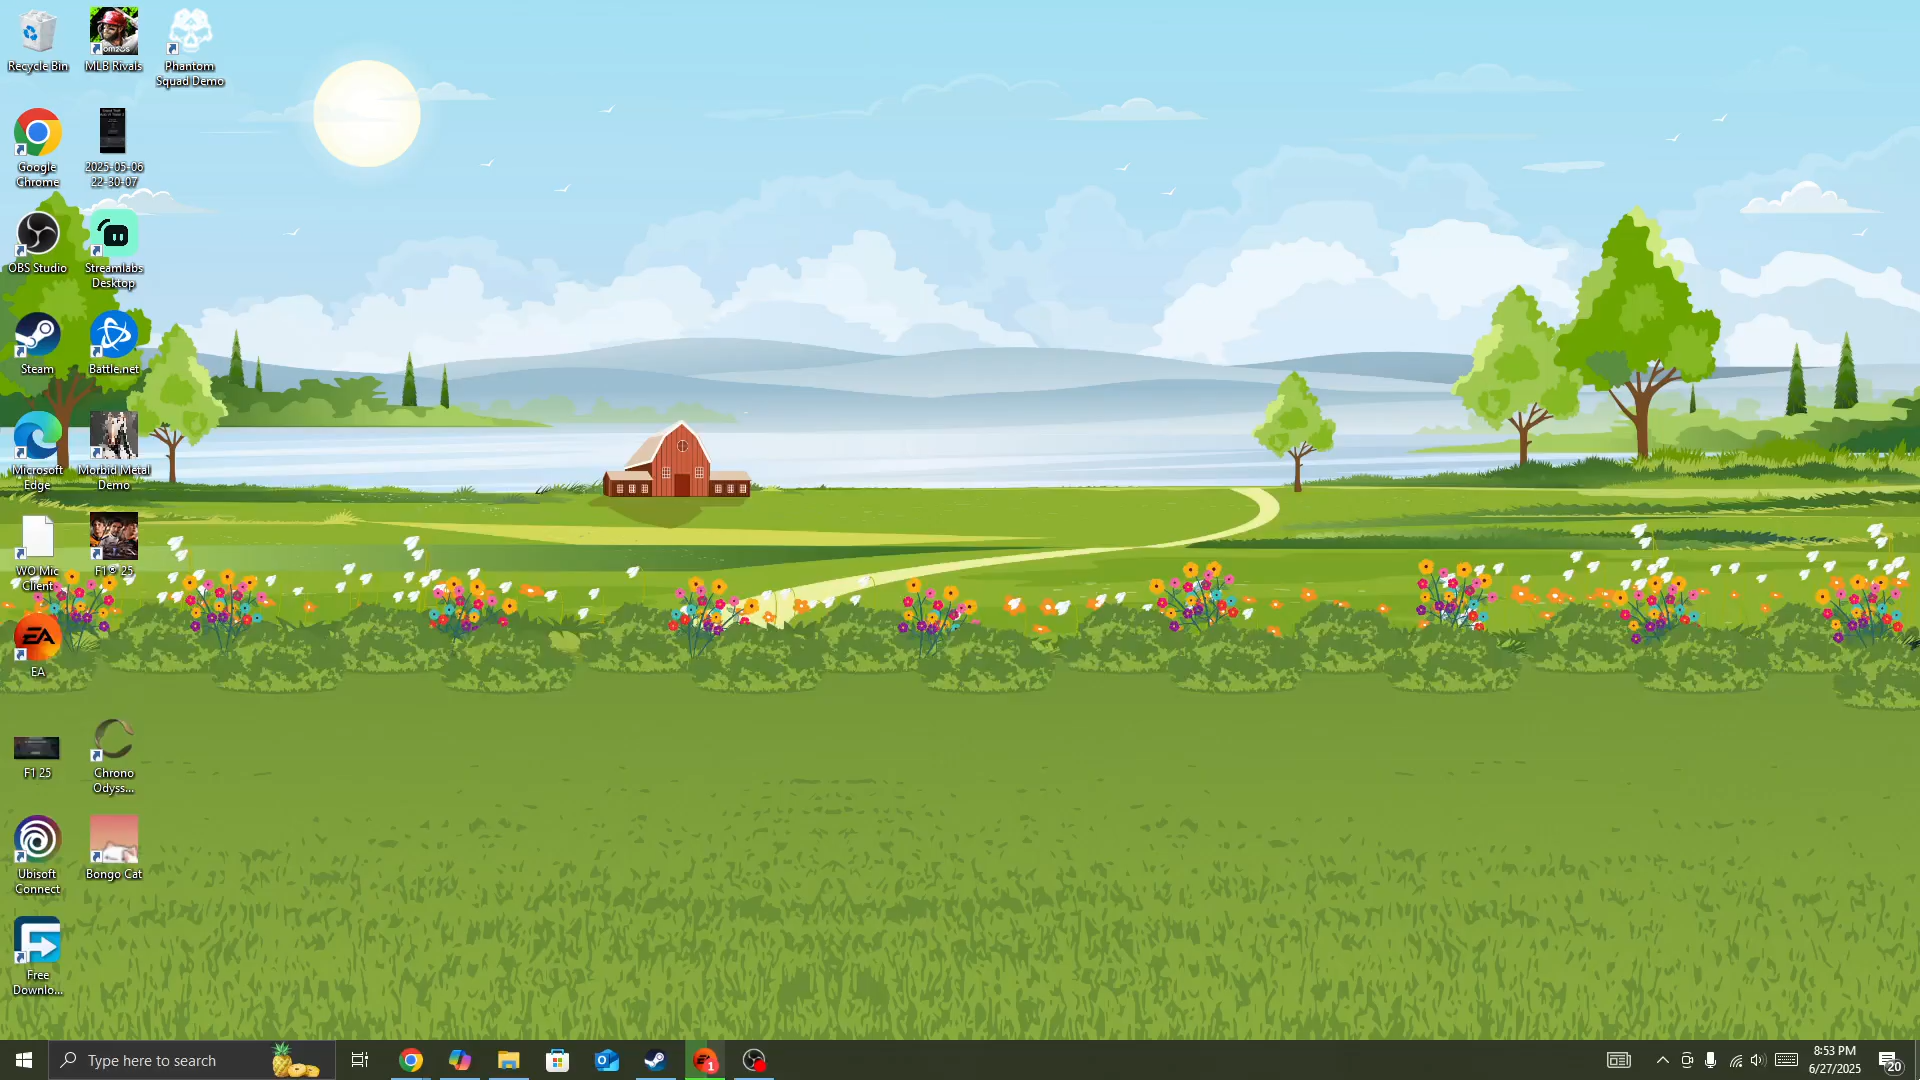 Recycle Bin
MLB Rivals
Phantom
Squad Demo
Google
Chrome
2025-05-06
22-30-07
OBS Studio
Streamlabs
Desktop
Steam
Battle.net
Microsoft
Edge
Morbid Metal
Demo
WO Mic
Client
F1® 25
EA
EA
F1 25
Chrono
Odyss...
Ubisoft
Connect
Bongo Cat
Free
Downlo...
Type here to search
1
8:53 PM
6/27/2025
20